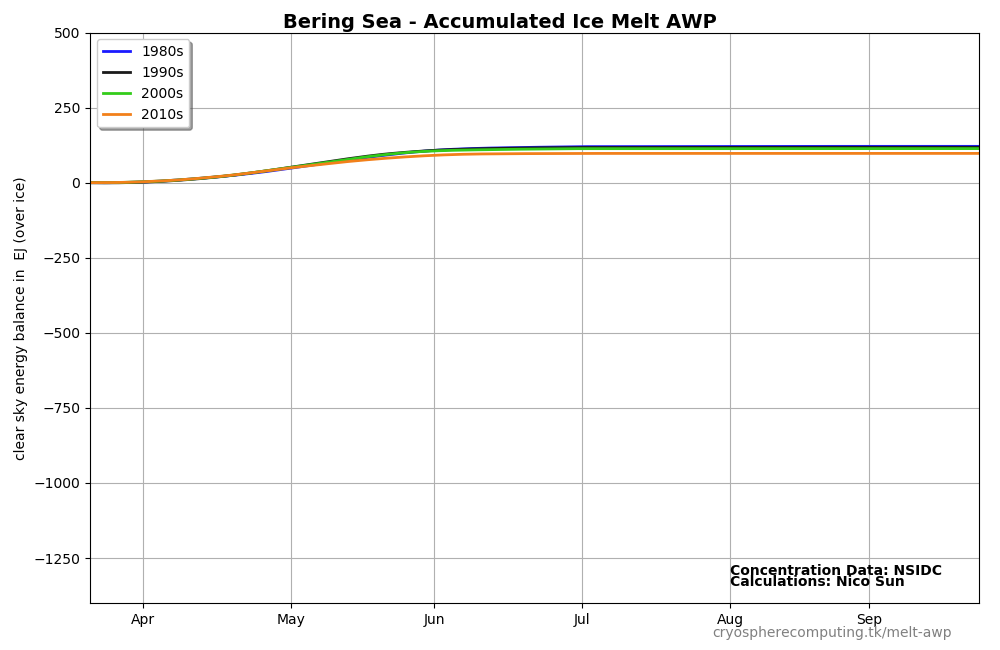 Bering Sea - Accumulated Ice Melt AWP
500
250
0
−250
−500
−750
−1000
−1250
clear sky energy balance in  EJ (over ice)
1980s
1990s
2000s
2010s
Concentration Data: NSIDC
Calculations: Nico Sun
Apr
May
Jun
Jul
Aug
Sep
cryospherecomputing.tk/melt-awp